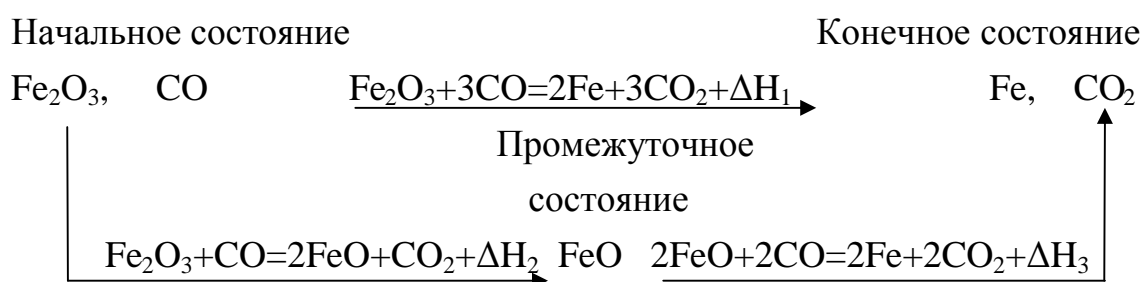 Начальное состояние Конечное состояние
Fe₂O₃, CO Fe₂O₃+3CO=2Fe+3CO₂+ΔH₁ Fe, CO₂
Промежуточное
состояние
Fe₂O₃+CO=2FeO+CO₂+ΔH₂ FeO 2FeO+2CO=2Fe+2CO₂+ΔH₃